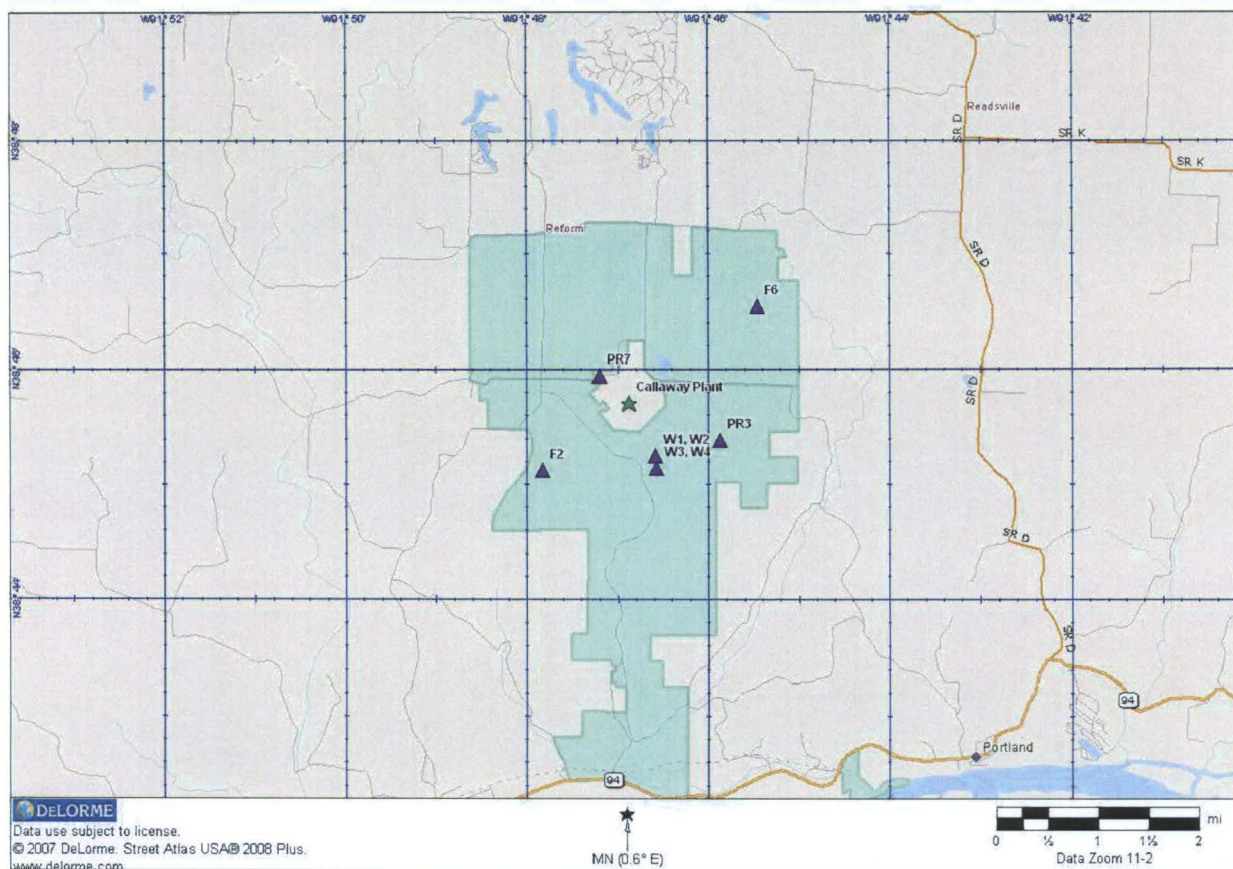 W91°52'
W91°50'
W91°48'
W91°46'
W91°44'
W91°42'
N38°48'
N38°46'
N38°44'
Readsville
SR D
SR K
SR K
Reform
SR D
F6
PR7
Callaway Plant
SR D
PR3
W1, W2
W3, W4
F2
SR D
SR D
94
Portland
94
DELORME
Data use subject to license.
© 2007 DeLorme. Street Atlas USA® 2008 Plus.
www.delorme.com
MN (0.6° E)
mi
0 ½ 1 1½ 2
Data Zoom 11-2